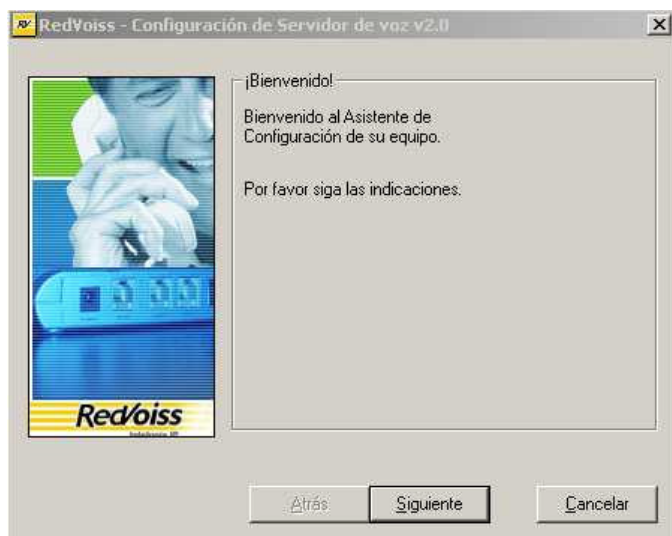 RV RedVoiss - Configuración de Servidor de voz v2.0
¡Bienvenido!
Bienvenido al Asistente de
Configuración de su equipo.
Por favor siga las indicaciones.
RedVoiss
Atrás
Siguiente
Cancelar